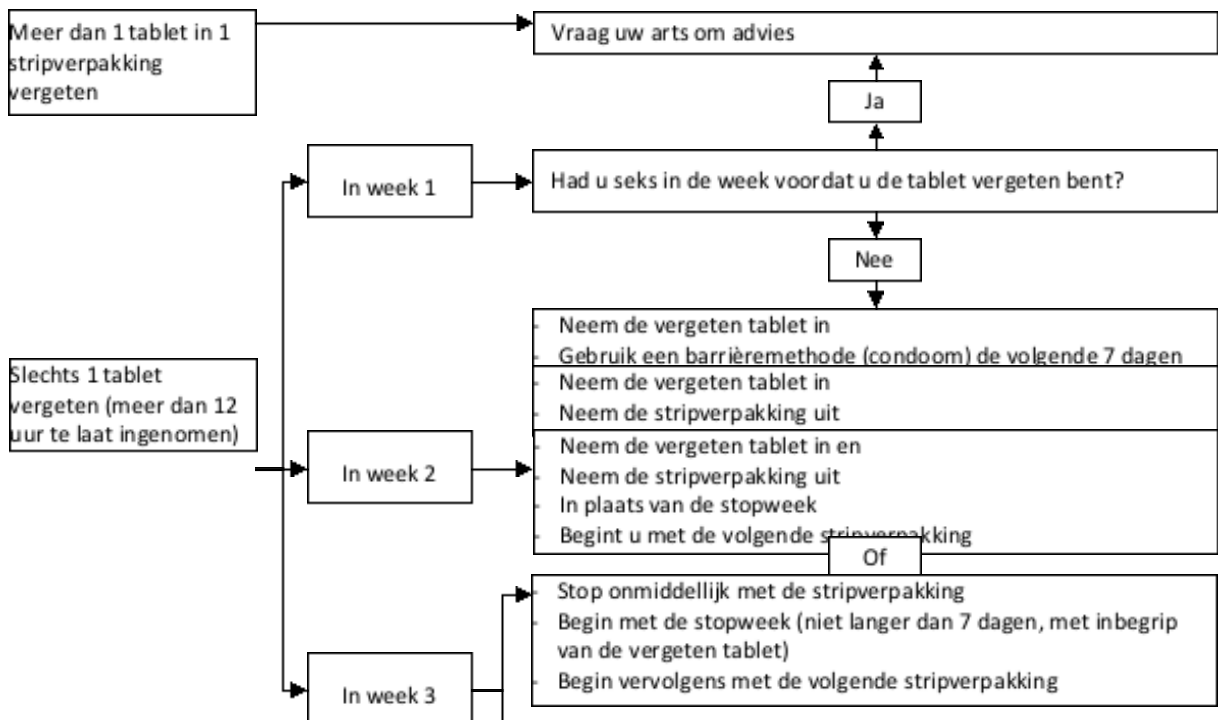 Meer dan 1 tablet in 1
stripverpakking
vergeten
Vraag uw arts om advies
Ja
In week 1
Had u seks in de week voordat u de tablet vergeten bent?
Nee
- Neem de vergeten tablet in
- Gebruik een barrièremethode (condoom) de volgende 7 dagen
Slechts 1 tablet
vergeten (meer dan 12
uur te laat ingenomen)
- Neem de vergeten tablet in
- Neem de stripverpakking uit
In week 2
- Neem de vergeten tablet in en
- Neem de stripverpakking uit
- In plaats van de stopweek
- Begint u met de volgende stripverpakking
Of
In week 3
- Stop onmiddellijk met de stripverpakking
- Begin met de stopweek (niet langer dan 7 dagen, met inbegrip
van de vergeten tablet)
- Begin vervolgens met de volgende stripverpakking